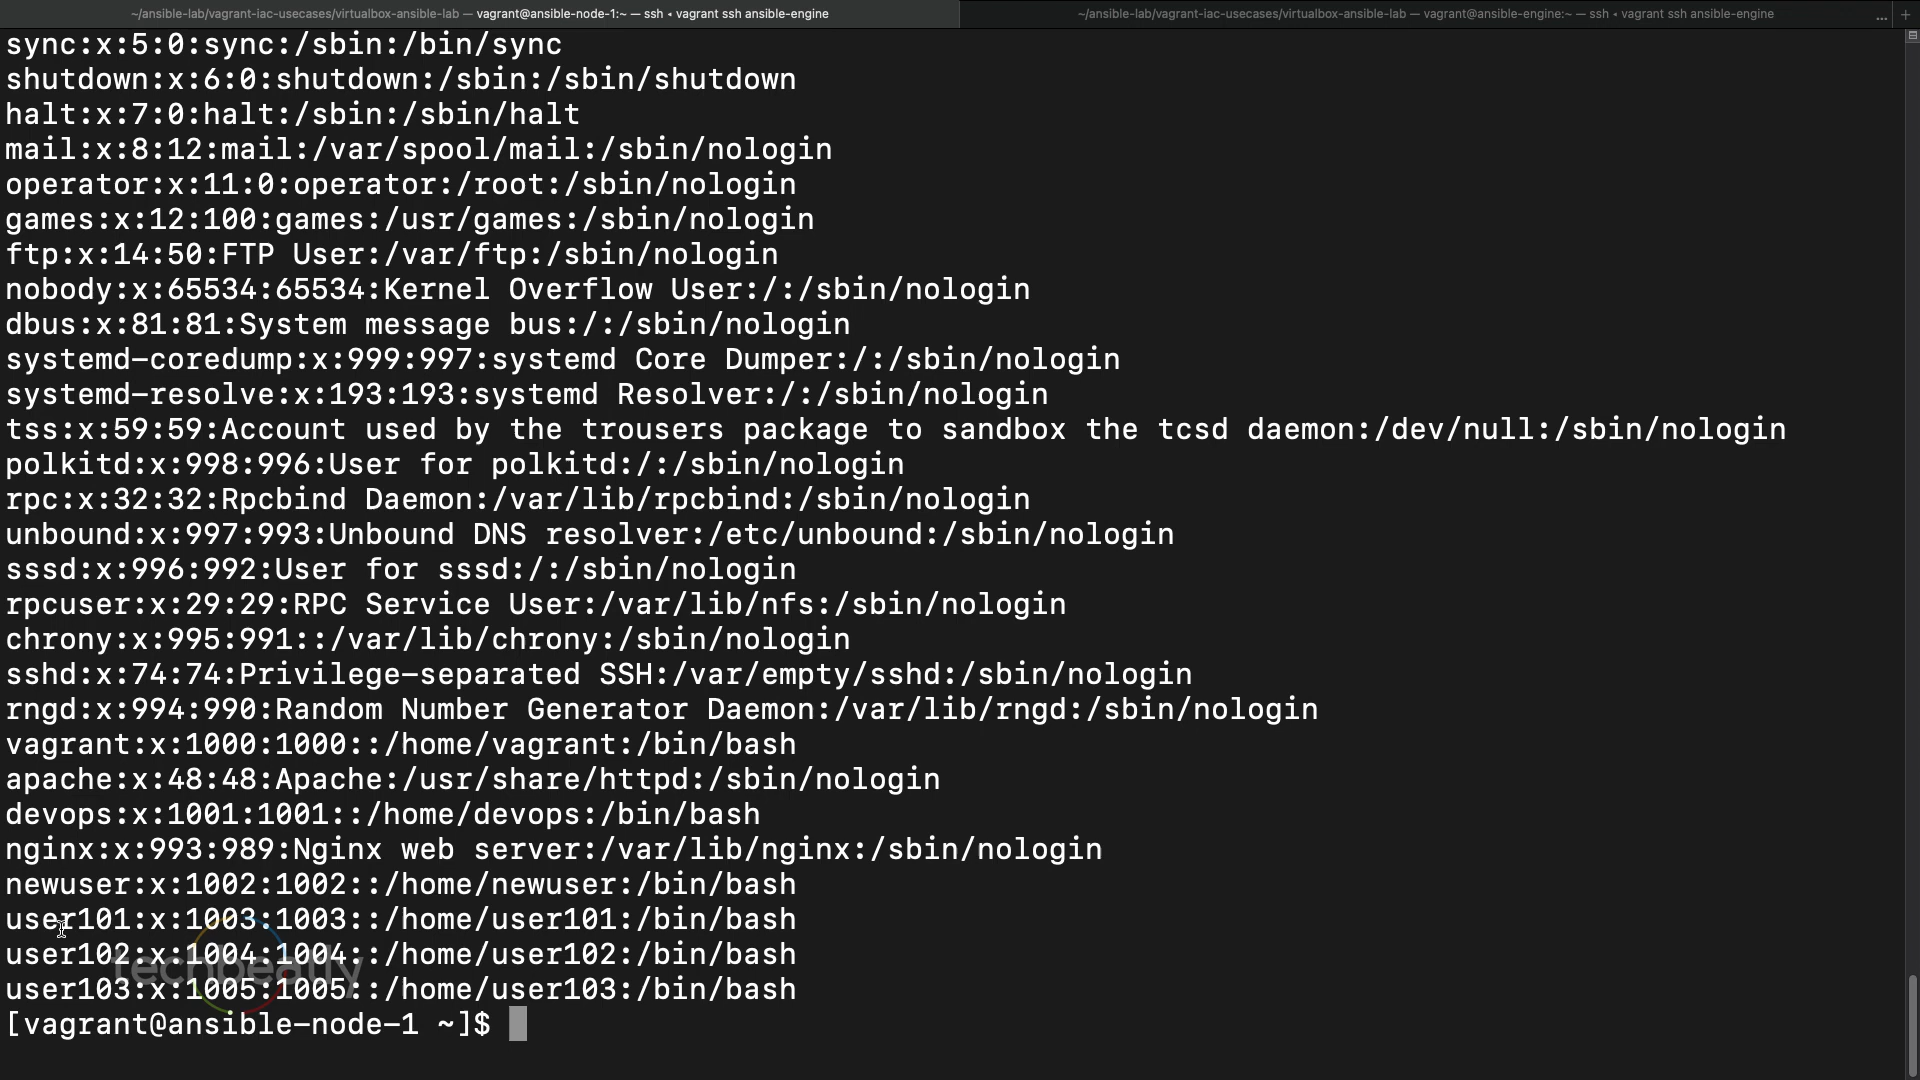 ~/ansible-lab/vagrant-iac-usecases/virtualbox-ansible-lab — vagrant@ansible-node-1:~ — ssh ◂ vagrant ssh ansible-engine
~/ansible-lab/vagrant-iac-usecases/virtualbox-ansible-lab — vagrant@ansible-engine:~ — ssh ◂ vagrant ssh ansible-engine
sync:x:5:0:sync:/sbin:/bin/sync
shutdown:x:6:0:shutdown:/sbin:/sbin/shutdown
halt:x:7:0:halt:/sbin:/sbin/halt
mail:x:8:12:mail:/var/spool/mail:/sbin/nologin
operator:x:11:0:operator:/root:/sbin/nologin
games:x:12:100:games:/usr/games:/sbin/nologin
ftp:x:14:50:FTP User:/var/ftp:/sbin/nologin
nobody:x:65534:65534:Kernel Overflow User:/:/sbin/nologin
dbus:x:81:81:System message bus:/:/sbin/nologin
systemd-coredump:x:999:997:systemd Core Dumper:/:/sbin/nologin
systemd-resolve:x:193:193:systemd Resolver:/:/sbin/nologin
tss:x:59:59:Account used by the trousers package to sandbox the tcsd daemon:/dev/null:/sbin/nologin
polkitd:x:998:996:User for polkitd:/:/sbin/nologin
rpc:x:32:32:Rpcbind Daemon:/var/lib/rpcbind:/sbin/nologin
unbound:x:997:993:Unbound DNS resolver:/etc/unbound:/sbin/nologin
sssd:x:996:992:User for sssd:/:/sbin/nologin
rpcuser:x:29:29:RPC Service User:/var/lib/nfs:/sbin/nologin
chrony:x:995:991::/var/lib/chrony:/sbin/nologin
sshd:x:74:74:Privilege-separated SSH:/var/empty/sshd:/sbin/nologin
rngd:x:994:990:Random Number Generator Daemon:/var/lib/rngd:/sbin/nologin
vagrant:x:1000:1000::/home/vagrant:/bin/bash
apache:x:48:48:Apache:/usr/share/httpd:/sbin/nologin
devops:x:1001:1001::/home/devops:/bin/bash
nginx:x:993:989:Nginx web server:/var/lib/nginx:/sbin/nologin
newuser:x:1002:1002::/home/newuser:/bin/bash
user101:x:1003:1003::/home/user101:/bin/bash
user102:x:1004:1004::/home/user102:/bin/bash
techbeatly
user103:x:1005:1005::/home/user103:/bin/bash
[vagrant@ansible-node-1 ~]$